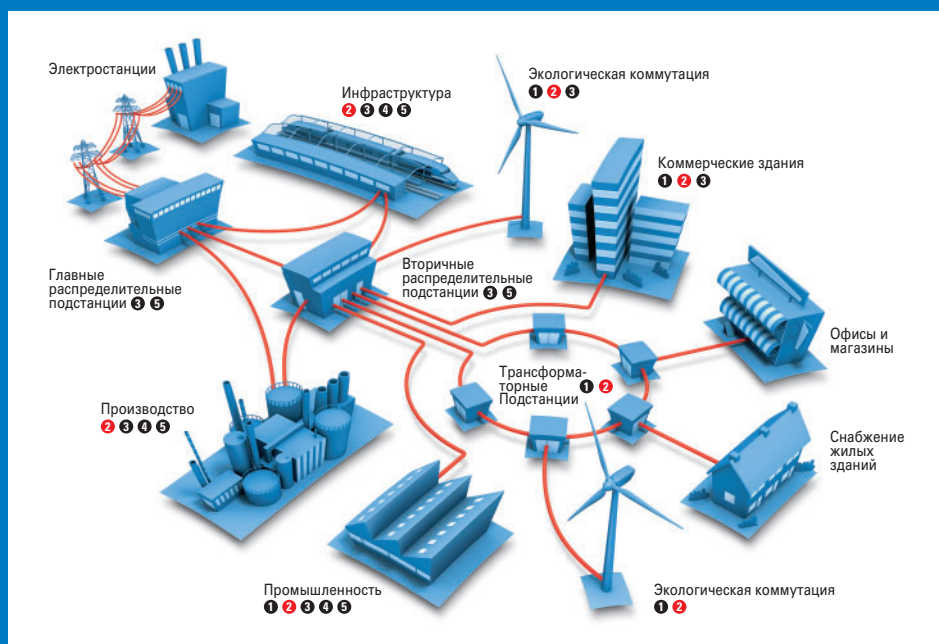 Электростанции
Инфраструктура
2 3 4 5
Экологическая коммутация
1 2 3
Коммерческие здания
1 2 3
Главные
распределительные
подстанции 3 5
Вторичные
распределительные
подстанции 3 5
Офисы и
магазины
Трансформа-
торные 1 2
Подстанции
Производство
2 3 4 5
Снабжение
жилых
зданий
Промышленность
1 2 3 4 5
Экологическая коммутация
1 2